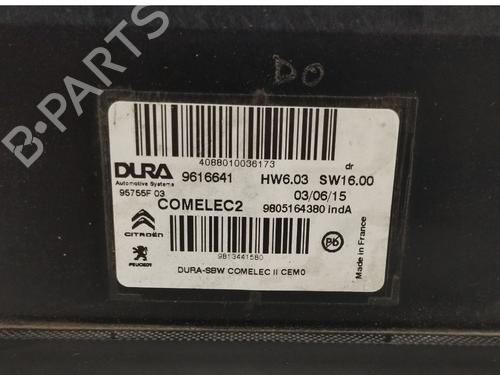 DO
4088010036173
dr
DURA 9616641 HW6.03 SW16.00
Automotive Systems
95755F 03
03/06/15
COMELEC2
9805164380 indA
CITROËN
PEUGEOT
9813441580
Pb
Made in France
DURA-SBW COMELEC II CEM0
B-PARTS